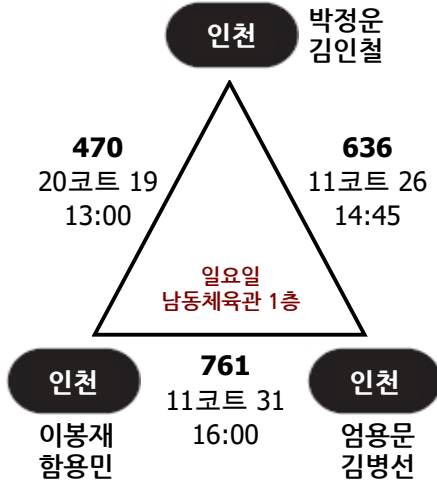 인천
박정운
김인철
470
20코트 19
13:00
636
11코트 26
14:45
일요일
남동체육관 1층
인천
이봉재
함용민
761
11코트 31
16:00
인천
엄용문
김병선